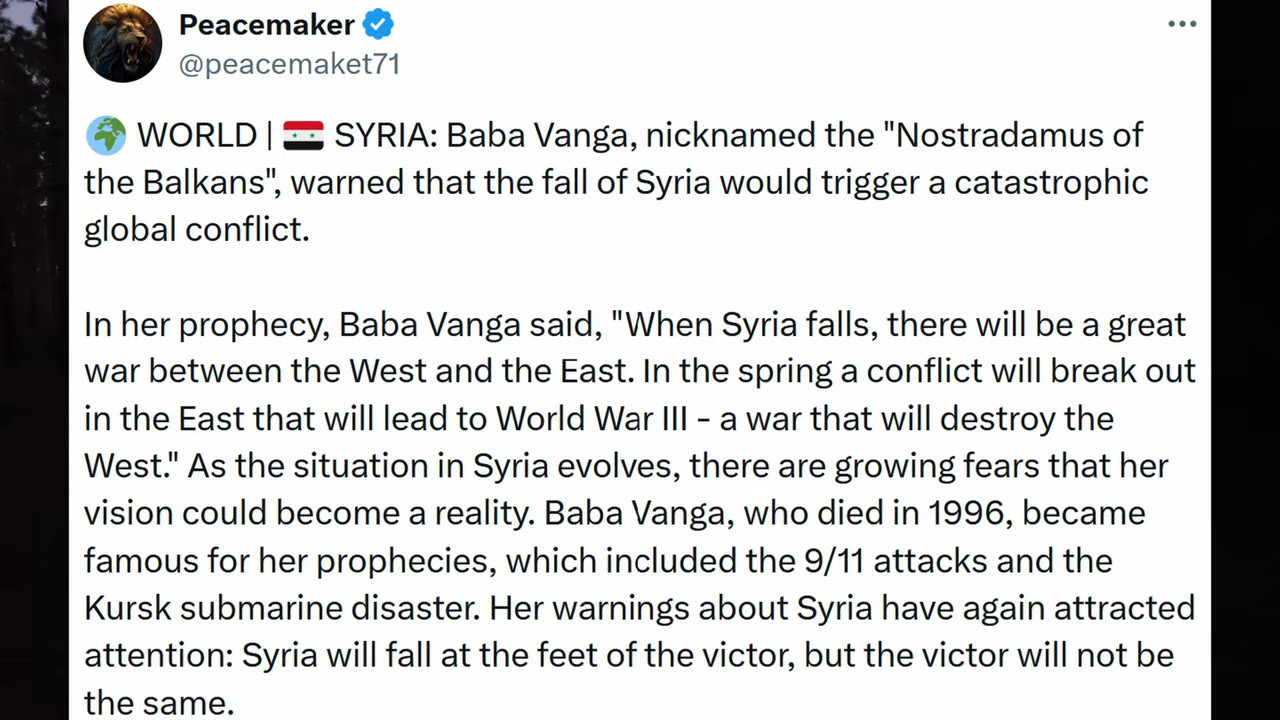 Peacemaker
@peacemaket71
WORLD | SYRIA: Baba Vanga, nicknamed the "Nostradamus of
the Balkans", warned that the fall of Syria would trigger a catastrophic
global conflict.
In her prophecy, Baba Vanga said, "When Syria falls, there will be a great
war between the West and the East. In the spring a conflict will break out
in the East that will lead to World War III - a war that will destroy the
West." As the situation in Syria evolves, there are growing fears that her
vision could become a reality. Baba Vanga, who died in 1996, became
famous for her prophecies, which included the 9/11 attacks and the
Kursk submarine disaster. Her warnings about Syria have again attracted
attention: Syria will fall at the feet of the victor, but the victor will not be
the same.